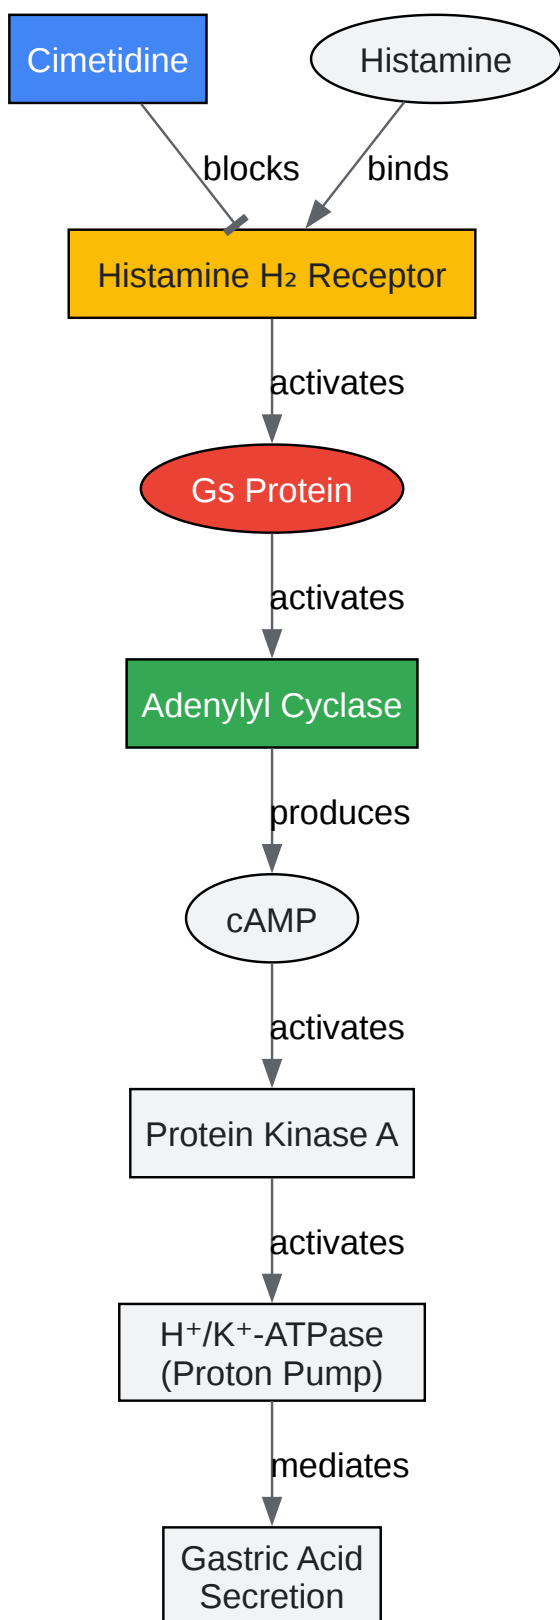 Cimetidine
Histamine
blocks
binds
Histamine H₂ Receptor
activates
Gs Protein
activates
Adenylyl Cyclase
produces
cAMP
activates
Protein Kinase A
activates
H⁺/K⁺-ATPase
(Proton Pump)
mediates
Gastric Acid
Secretion